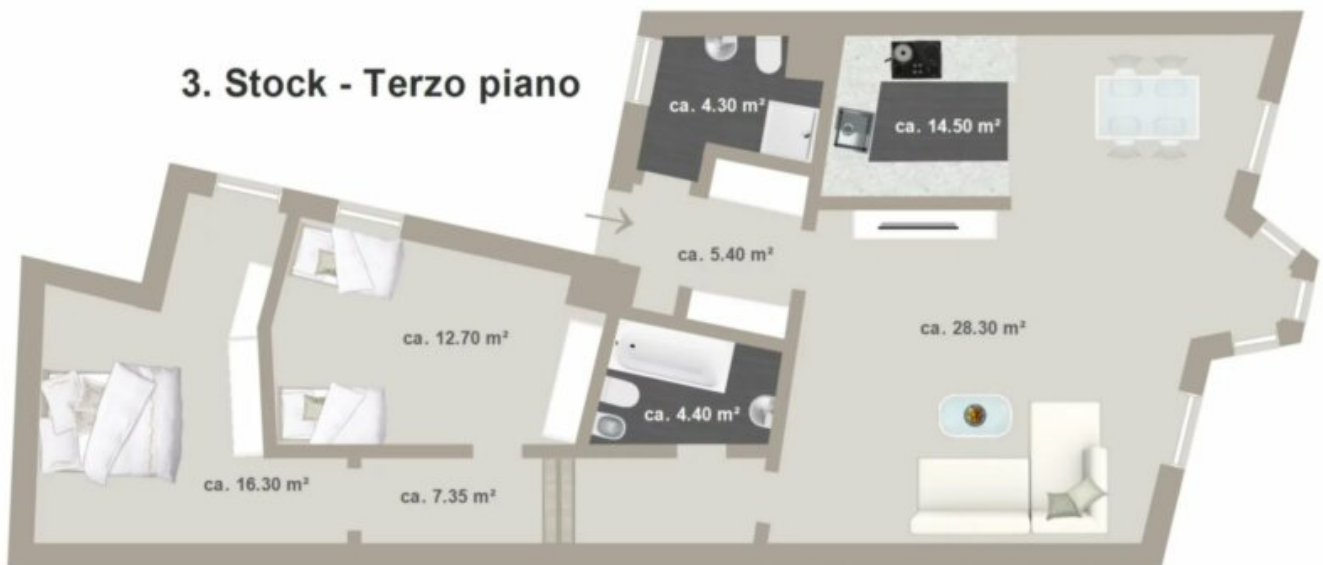 3. Stock - Terzo piano
ca. 4.30 m²
ca. 14.50 m²
ca. 5.40 m²
ca. 28.30 m²
ca. 12.70 m²
ca. 4.40 m²
ca. 16.30 m²
ca. 7.35 m²